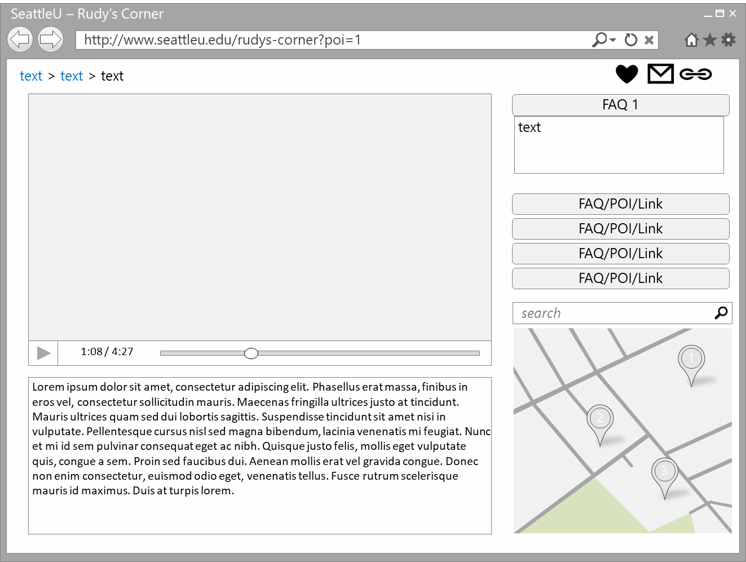 SeattleU – Rudy's Corner
http://www.seattleu.edu/rudys-corner?poi=1
text > text > text
FAQ 1
text
FAQ/POI/Link
FAQ/POI/Link
FAQ/POI/Link
FAQ/POI/Link
search
1
2
3
1:08 / 4:27
Lorem ipsum dolor sit amet, consectetur adipiscing elit. Phasellus erat massa, finibus in
eros vel, consectetur sollicitudin mauris. Maecenas fringilla ultrices justo at tincidunt.
Mauris ultrices quam sed dui lobortis sagittis. Suspendisse tincidunt sit amet nisi in
vulputate. Pellentesque cursus nisl sed magna bibendum, lacinia venenatis mi feugiat. Nunc
et mi id sem pulvinar consequat eget ac nibh. Quisque justo felis, mollis eget vulputate
quis, congue a sem. Proin sed faucibus dui. Aenean mollis erat vel gravida congue. Donec
non enim consectetur, euismod odio eget, venenatis tellus. Fusce rutrum scelerisque
mauris id maximus. Duis at turpis lorem.